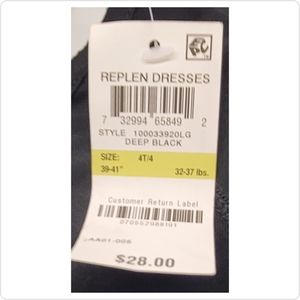 REPLEN DRESSES
7 32994 65849 2
STYLE 100033920LG
DEEP BLACK
SIZE: 4T/4
39-41" 32-37 lbs.
Customer Return Label
$28.00